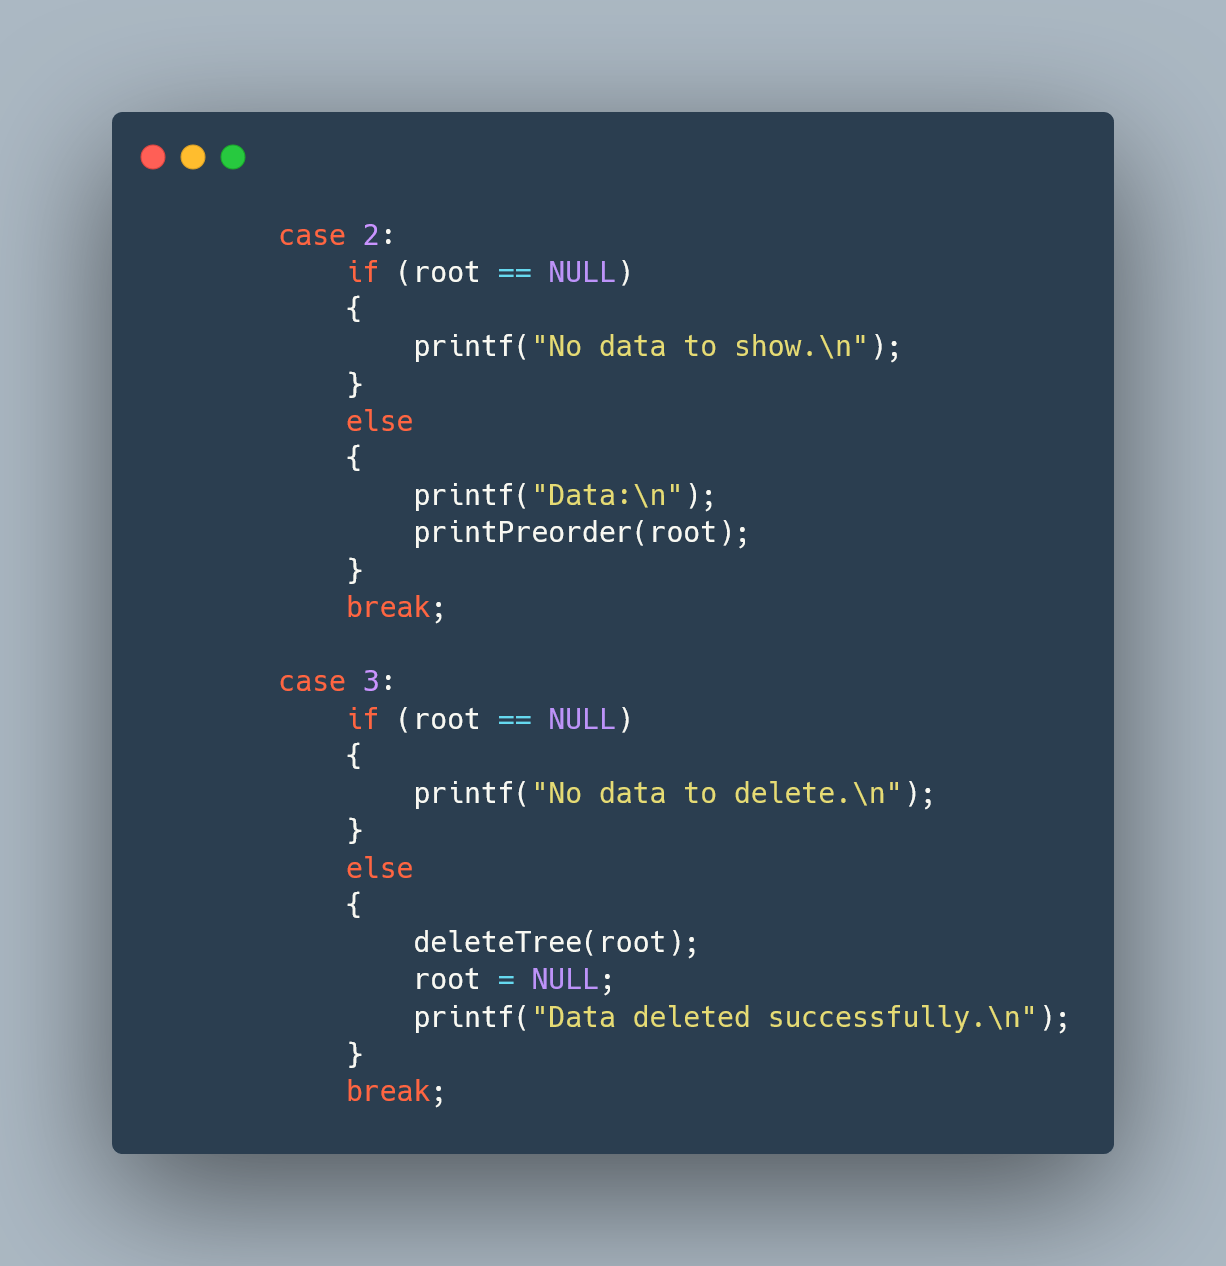 case 2:
    if (root == NULL)
    {
        printf("No data to show.\n");
    }
    else
    {
        printf("Data:\n");
        printPreorder(root);
    }
    break;

case 3:
    if (root == NULL)
    {
        printf("No data to delete.\n");
    }
    else
    {
        deleteTree(root);
        root = NULL;
        printf("Data deleted successfully.\n");
    }
    break;